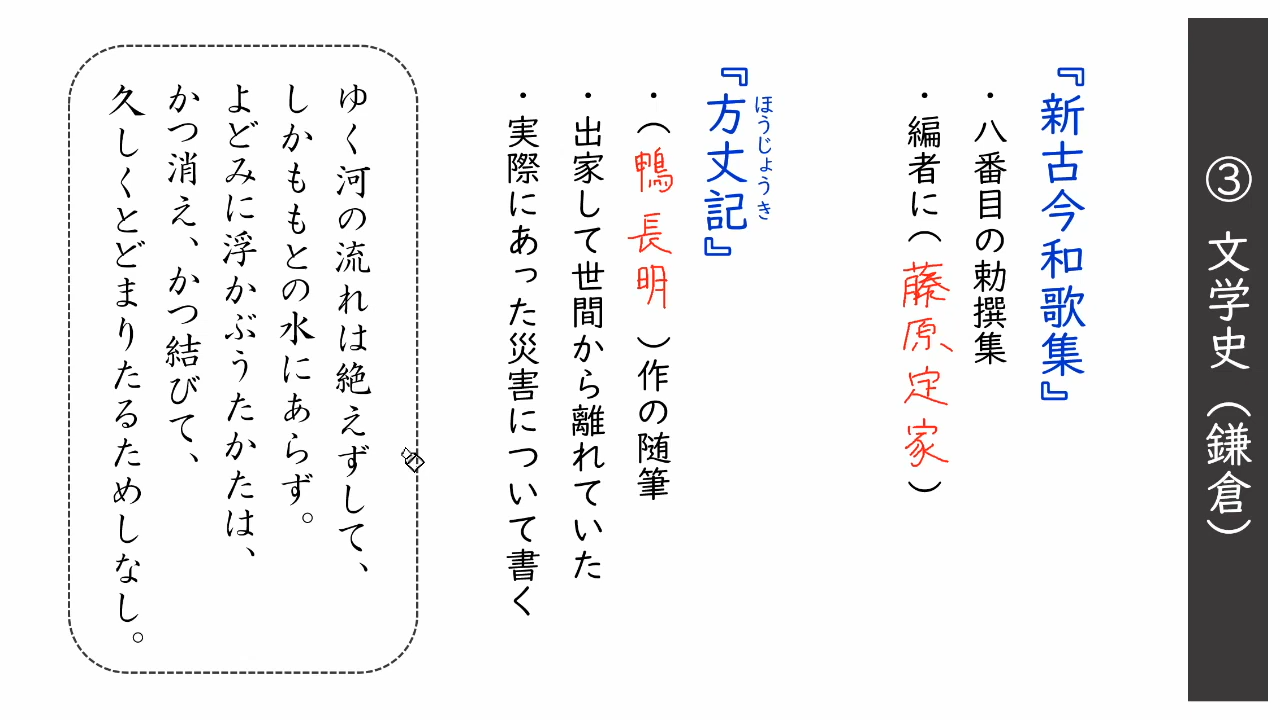 ③ 文学史（鎌倉）
『新古今和歌集』
・八番目の勅撰集
・編者に（藤原定家）
ほうじょうき
『方丈記』
・（鴨長明）作の随筆
・出家して世間から離れていた
・実際にあった災害について書く
ゆく河の流れは絶えずして、
しかももとの水にあらず。
よどみに浮かぶうたかたは、
かつ消え、かつ結びて、
久しくとどまりたるためしなし。